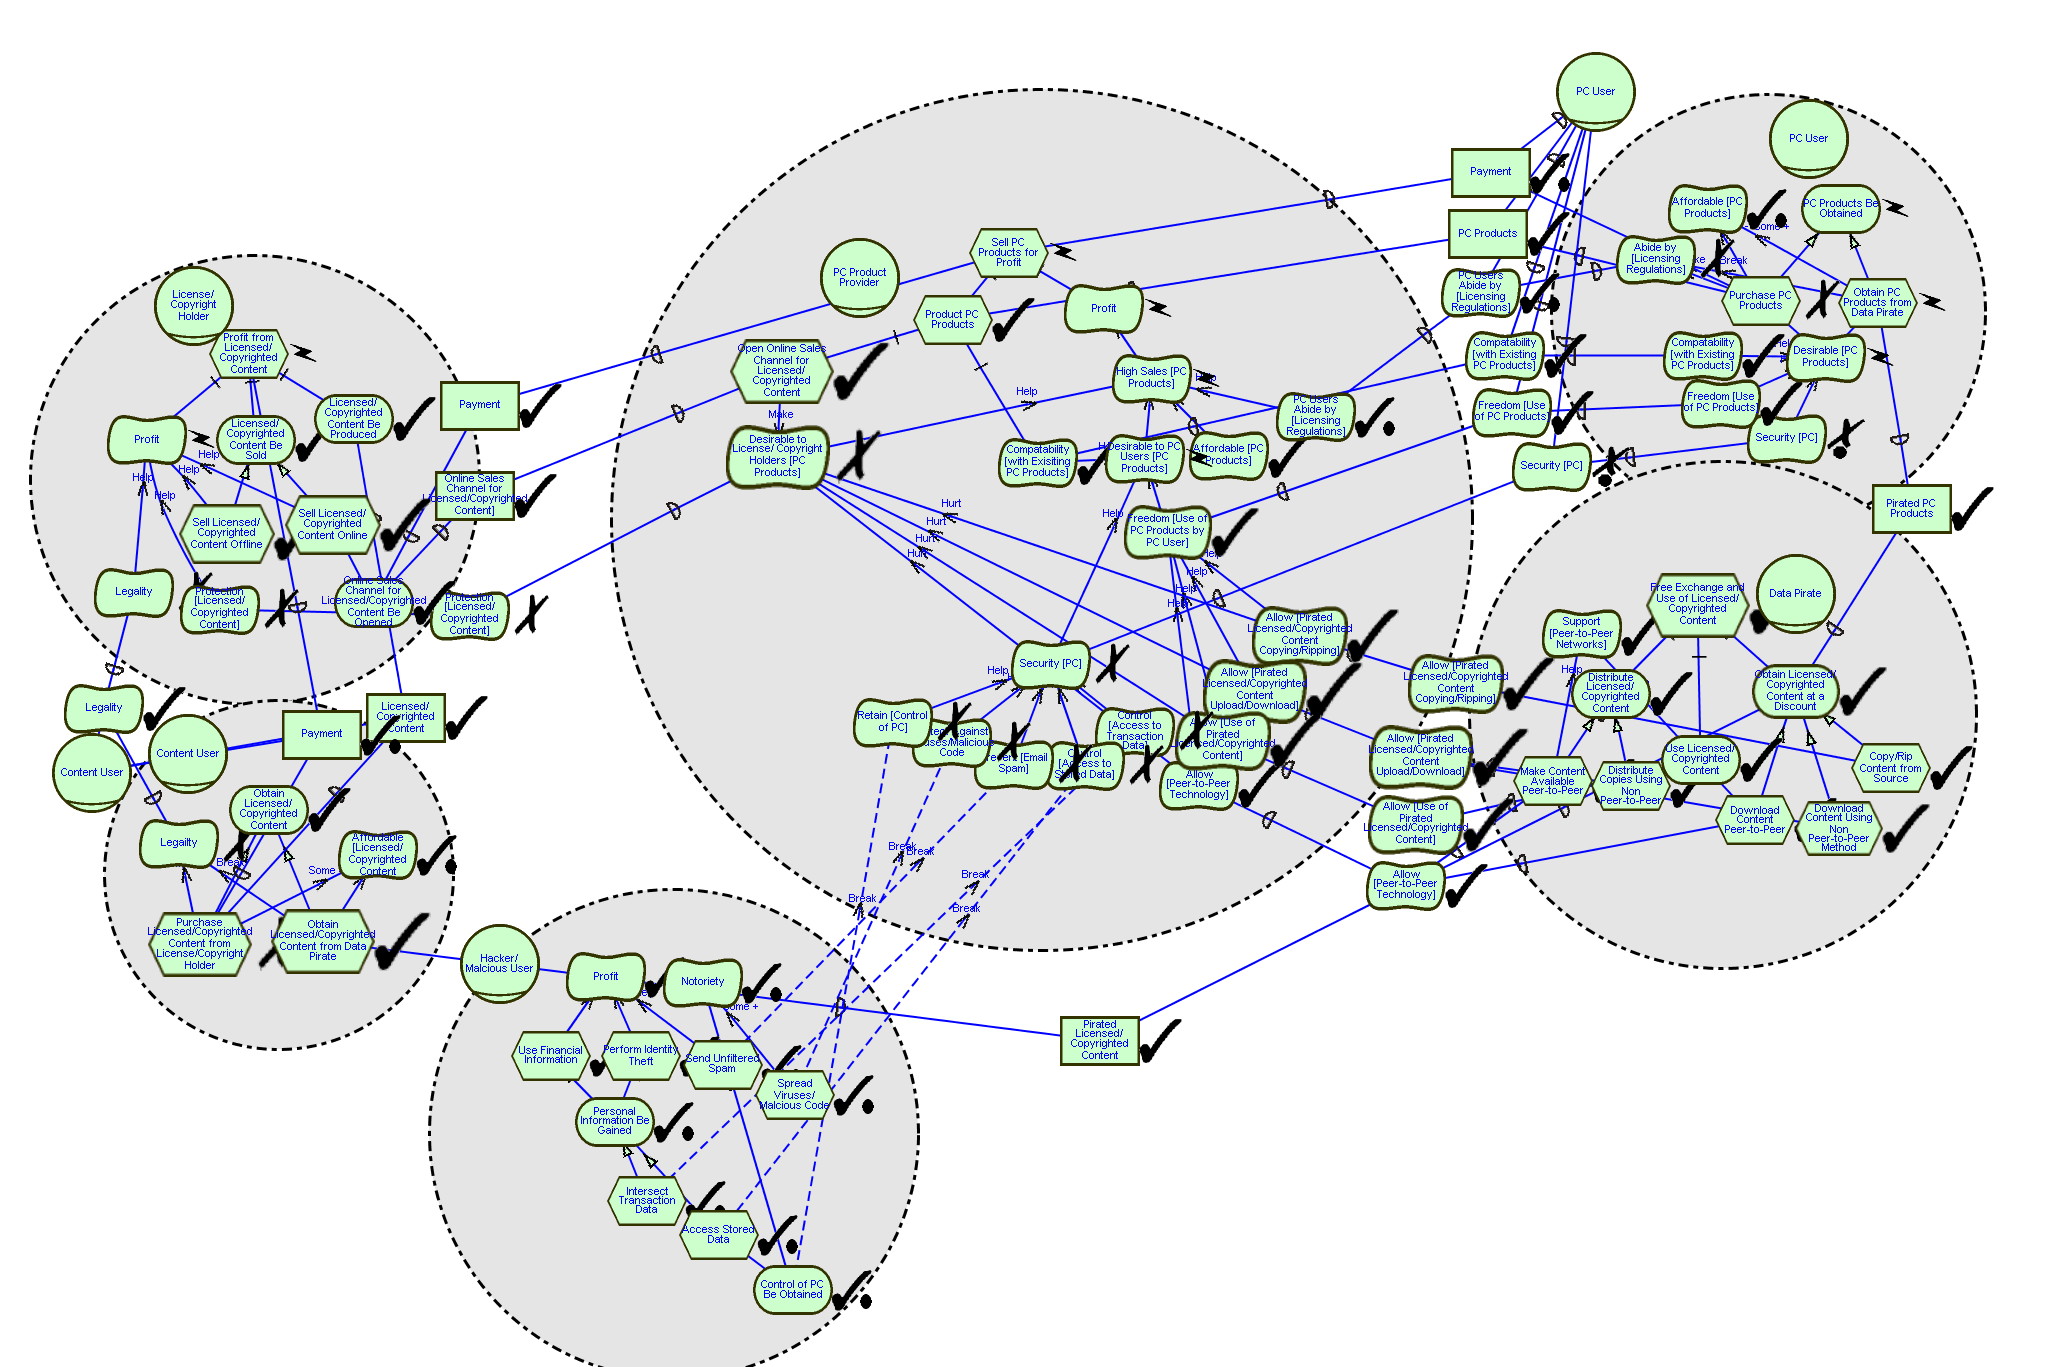 PC User
PC User
Payment
Affordable [PC
Products]
PC Products Be
Obtained
PC Products
Abide by
[Licensing
Regulations]
Some +
Break
Purchase PC
Products
Obtain PC
Products from
Data Pirate
PC Users
Abide by
[Licensing
Regulations]
Compatability
[with Existing
PC Products]
Compatability
[with Existing
PC Products]
Desirable [PC
Products]
Freedom [Use
of PC Products]
Freedom [Use
of PC Products]
Security [PC]
Security [PC]
Pirated PC
Products
PC Product
Provider
Sell PC
Products for
Profit
Product PC
Products
Profit
Open Online Sales
Channel for
Licensed/
Copyrighted
Content
Make
Desirable to
License/ Copyright
Holders [PC
Products]
High Sales [PC
Products]
Help
PC Users
Abide by
[Licensing
Regulations]
Compatability
[with Existing
PC Products]
Desirable to PC
Users [PC
Products]
Affordable [PC
Products]
Freedom [Use of
PC Products by
PC User]
Hurt
Hurt
Hurt
Hurt
Help
Help
Help
Help
Help
Allow [Pirated
Licensed/Copyrighted
Content
Copying/Ripping]
Allow [Pirated
Licensed/Copyrighted
Content
Upload/Download]
Allow [Use of
Pirated
Licensed/Copyrighted
Content]
Allow
[Peer-to-Peer
Technology]
Security [PC]
Help
Retain [Control
of PC]
Code
[Email
Spam]
Control
[Access to
Transaction
Data]
Control
[Access to
Stored Data]
License/
Copyright
Holder
Profit from
Licensed/
Copyrighted
Content
Profit
Licensed/
Copyrighted
Content Be
Sold
Licensed/
Copyrighted
Content Be
Produced
Help
Help
Help
Help
Sell Licensed/
Copyrighted
Content Offline
Sell Licensed/
Copyrighted
Content Online
Legality
Protection
[Licensed/
Copyrighted
Content]
Online Sales
Channel for
Licensed/Copyrighted
Content Be
Opened
Payment
Online Sales
Channel for
Licensed/Copyrighted
Content]
Protection
[Licensed/
Copyrighted
Content]
Legality
Content User
Content User
Payment
Licensed/
Copyrighted
Content
Obtain
Licensed/
Copyrighted
Content
Legality
Affordable
[Licensed/
Copyrighted
Content
Break
Some
Purchase
Licensed/Copyrighted
Content from
License/Copyright
Holder
Obtain
Licensed/Copyrighted
Content from Data
Pirate
Allow [Pirated
Licensed/Copyrighted
Content
Copying/Ripping]
Allow [Pirated
Licensed/Copyrighted
Content
Upload/Download]
Allow [Use of
Pirated
Licensed/Copyrighted
Content]
Allow
[Peer-to-Peer
Technology]
Free Exchange and
Use of Licensed/
Copyrighted
Content
Data Pirate
Support
[Peer-to-Peer
Networks]
Help
Distribute
Licensed/
Copyrighted
Content
Obtain Licensed/
Copyrighted
Content at a
Discount
Make Content
Available
Peer-to-Peer
Distribute
Copies Using
Non
Peer-to-Peer
Use Licensed/
Copyrighted
Content
Copy/Rip
Content from
Source
Download
Content
Peer-to-Peer
Download
Content Using
Non
Peer-to-Peer
Method
Break
Break
Break
Break
Break
Hacker/
Malcious User
Profit
Notoriety
Some +
Use Financial
Information
Perform Identity
Theft
Send Unfiltered
Spam
Spread
Viruses/
Malcious Code
Personal
Information Be
Gained
Intersect
Transaction
Data
Access Stored
Data
Control of PC
Be Obtained
Pirated
Licensed/
Copyrighted
Content